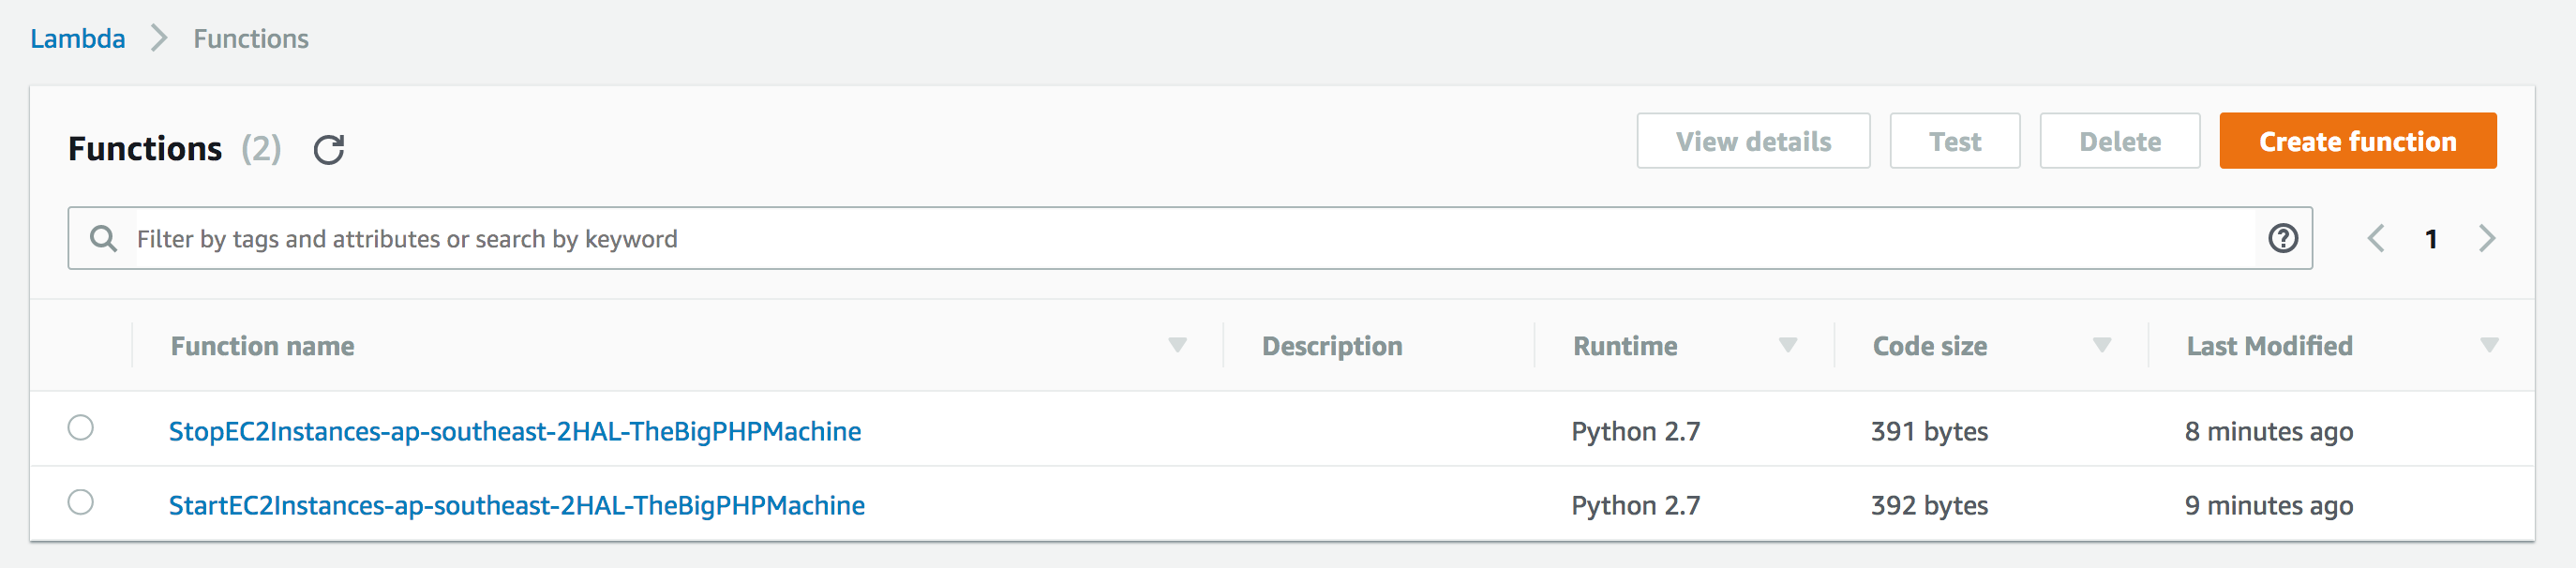 Lambda > Functions
Functions (2)
View details Test Delete Create function
Filter by tags and attributes or search by keyword
1
Function name Description Runtime Code size Last Modified
StopEC2Instances-ap-southeast-2HAL-TheBigPHPMachine Python 2.7 391 bytes 8 minutes ago
StartEC2Instances-ap-southeast-2HAL-TheBigPHPMachine Python 2.7 392 bytes 9 minutes ago